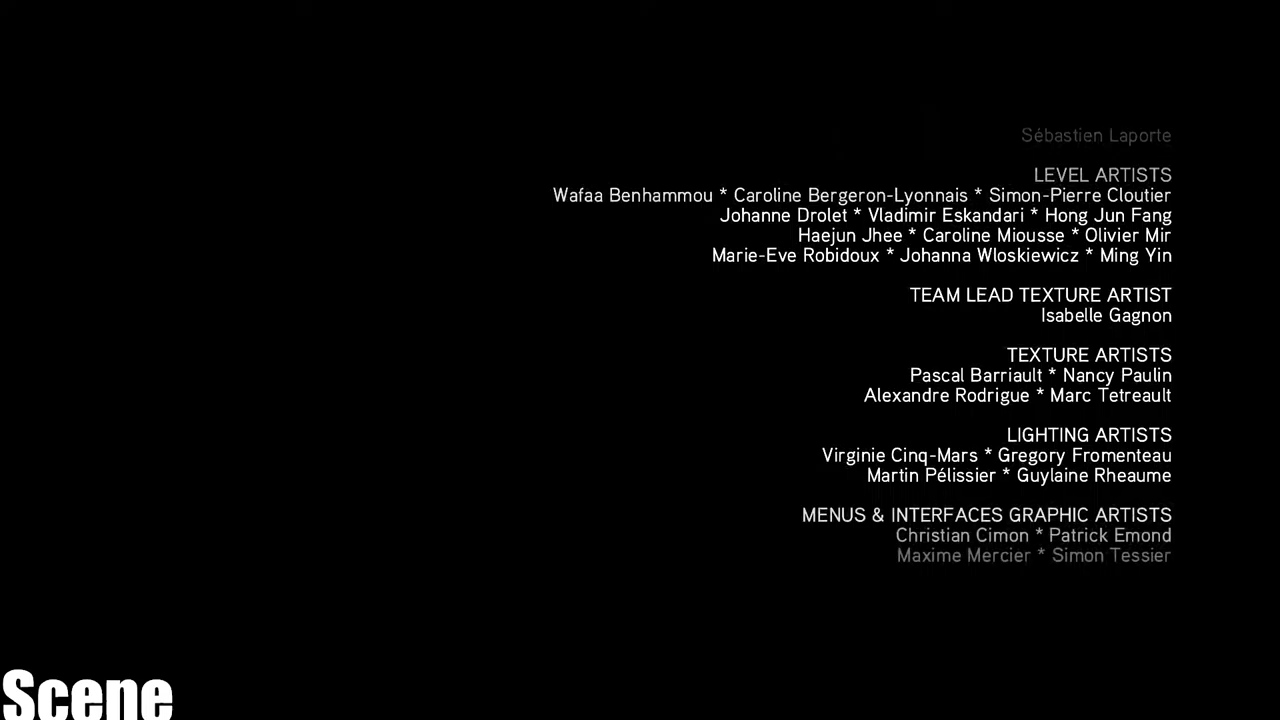 Sébastien Laporte
LEVEL ARTISTS
Wafaa Benhammou * Caroline Bergeron-Lyonnais * Simon-Pierre Cloutier
Johanne Drolet * Vladimir Eskandari * Hong Jun Fang
Haejun Jhee * Caroline Miousse * Olivier Mir
Marie-Eve Robidoux * Johanna Wloskiewicz * Ming Yin
TEAM LEAD TEXTURE ARTIST
Isabelle Gagnon
TEXTURE ARTISTS
Pascal Barriault * Nancy Paulin
Alexandre Rodrigue * Marc Tetreault
LIGHTING ARTISTS
Virginie Cinq-Mars * Gregory Fromenteau
Martin Pélissier * Guylaine Rheaume
MENUS & INTERFACES GRAPHIC ARTISTS
Christian Cimon * Patrick Emond
Maxime Mercier * Simon Tessier
Scene